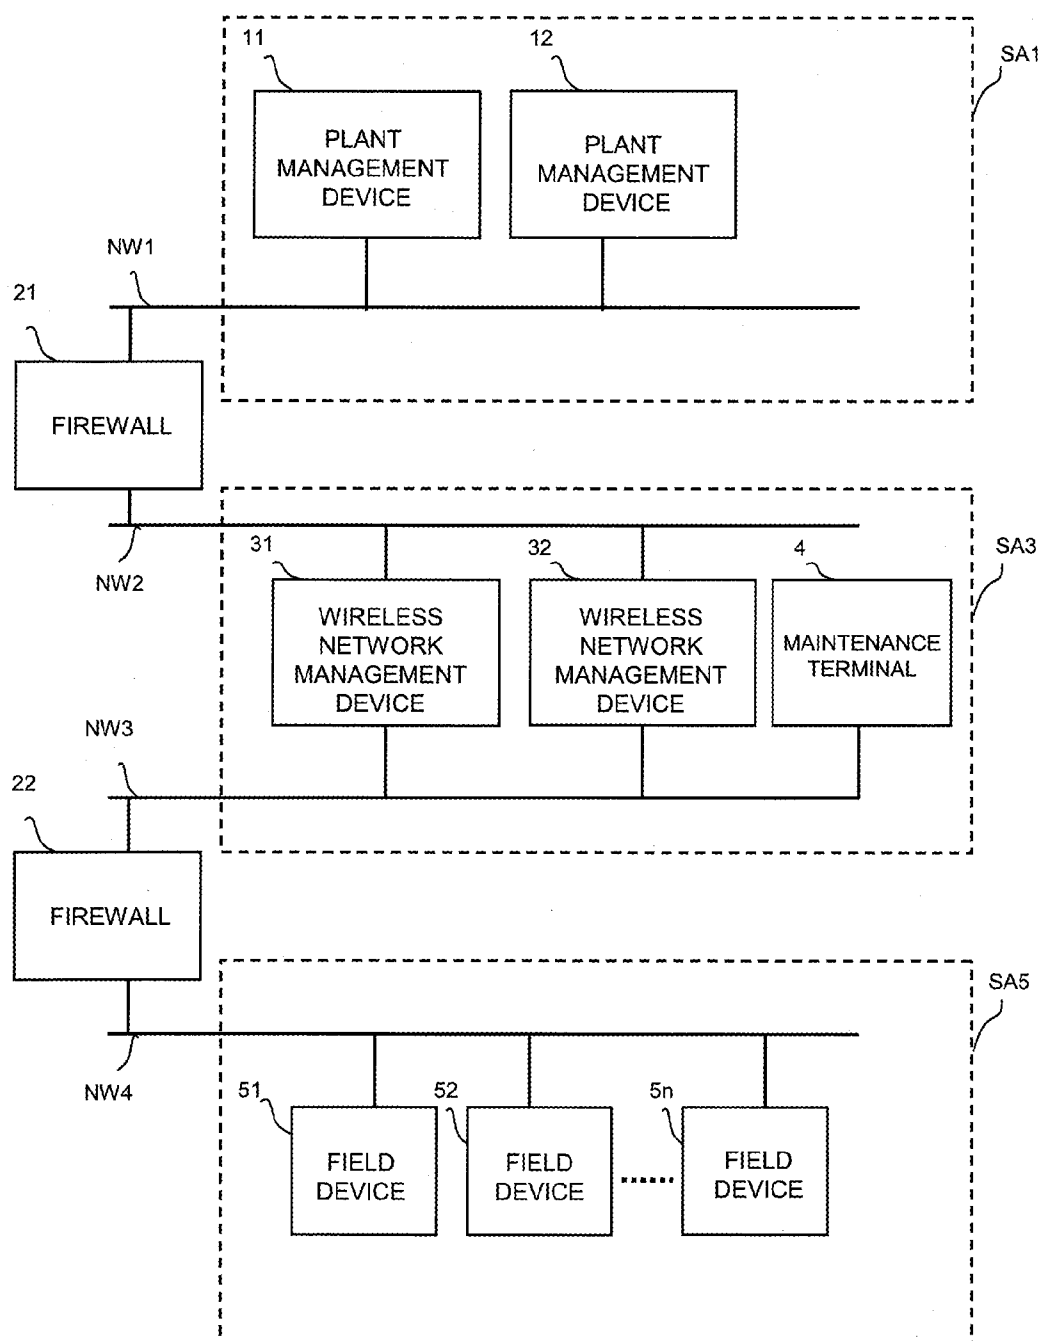 11
12
SA1
PLANT
MANAGEMENT
DEVICE
PLANT
MANAGEMENT
DEVICE
NW1
21
FIREWALL
NW2
31
32
4
SA3
WIRELESS
NETWORK
MANAGEMENT
DEVICE
WIRELESS
NETWORK
MANAGEMENT
DEVICE
MAINTENANCE
TERMINAL
NW3
22
FIREWALL
SA5
NW4
51
52
5n
FIELD
DEVICE
FIELD
DEVICE
FIELD
DEVICE